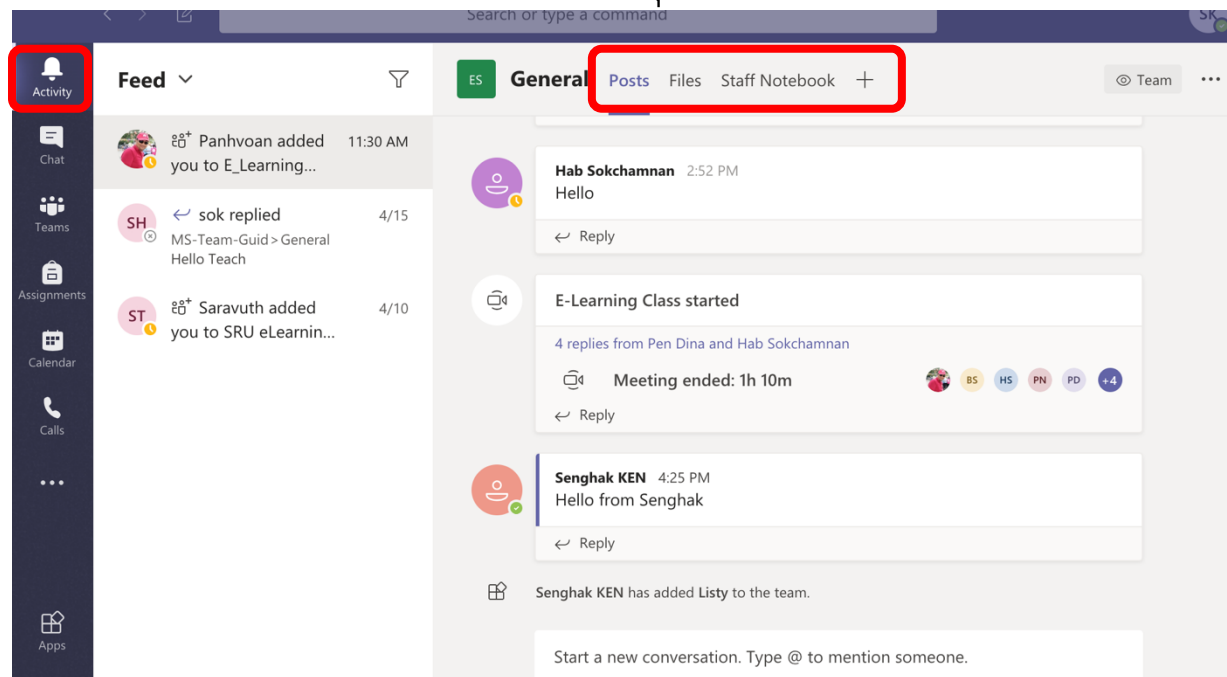 Search or type a command
SK
Activity
Chat
Teams
Assignments
Calendar
Calls
Apps
Feed
Panhvoan added 11:30 AM
you to E_Learning...
SH
sok replied 4/15
MS-Team-Guid > General
Hello Teach
ST
Saravuth added 4/10
you to SRU eLearnin...
ES General Posts Files Staff Notebook + Team ...
Hab Sokchamnan 2:52 PM
Hello
Reply
E-Learning Class started
4 replies from Pen Dina and Hab Sokchamnan
Meeting ended: 1h 10m BS HS PN PD +4
Reply
Senghak KEN 4:25 PM
Hello from Senghak
Reply
Senghak KEN has added Listy to the team.
Start a new conversation. Type @ to mention someone.